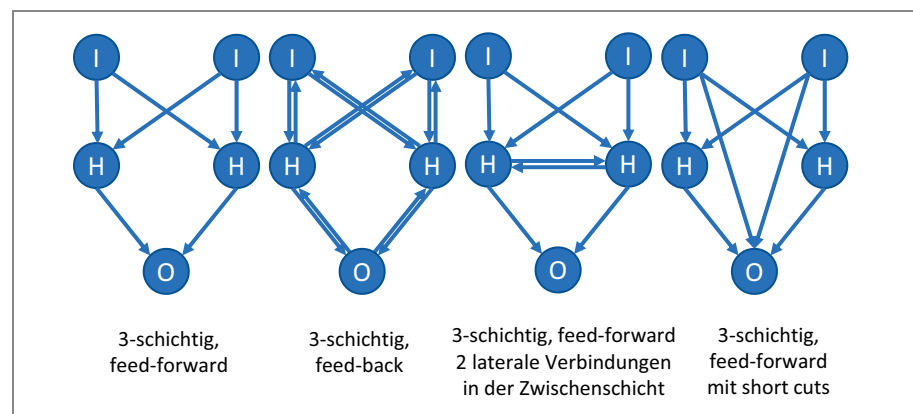 I I I I I I I I
H H H H H H H H
O O O O
3-schichtig,
feed-forward
3-schichtig,
feed-back
3-schichtig, feed-forward
2 laterale Verbindungen
in der Zwischenschicht
3-schichtig,
feed-forward
mit short cuts